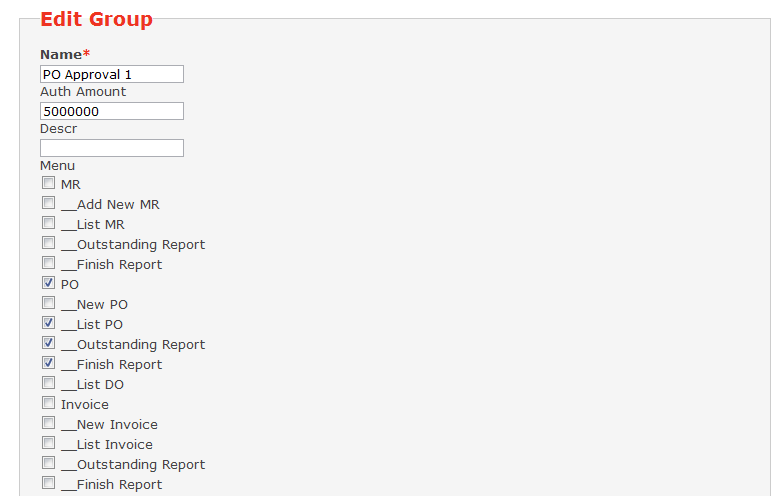 Edit Group
Name*
PO Approval 1
Auth Amount
5000000
Descr
Menu
MR
__Add New MR
__List MR
__Outstanding Report
__Finish Report
PO
__New PO
__List PO
__Outstanding Report
__Finish Report
__List DO
Invoice
__New Invoice
__List Invoice
__Outstanding Report
__Finish Report